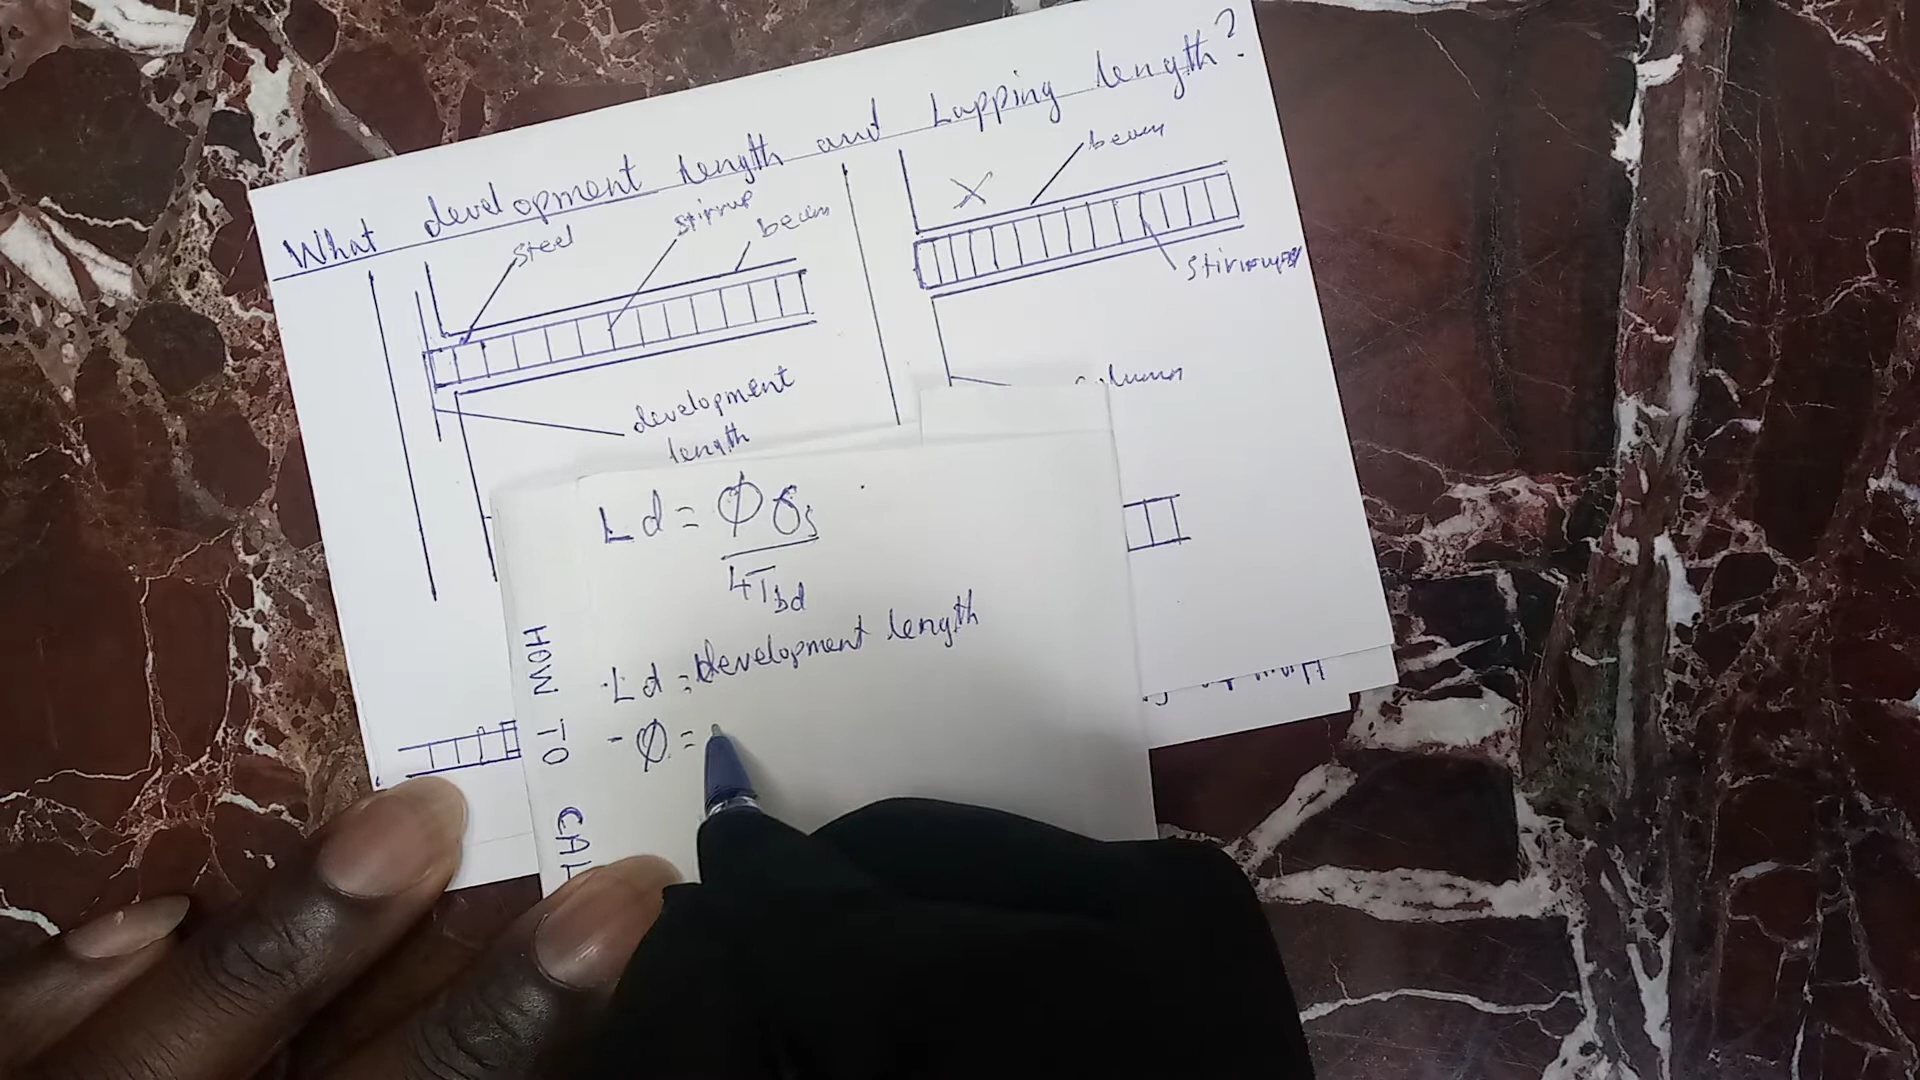 What development length and Lapping length?
steel
stirrup
beam
beam
X
stirrups
development
length
column
Ld = Øσs
4τbd
Ld = Development length
- Ø =
HOW TO CAL